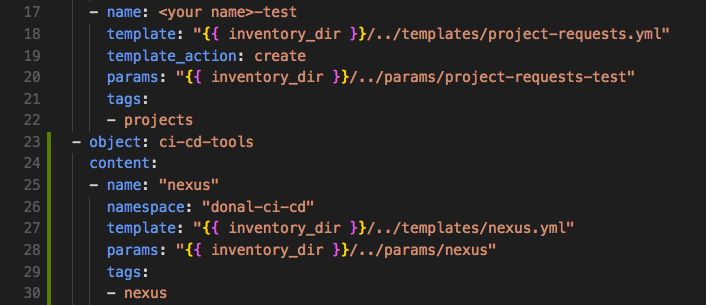 17 - name: <your name>-test
18 template: "{{ inventory_dir }}/../templates/project-requests.yml"
19 template_action: create
20 params: "{{ inventory_dir }}/../params/project-requests-test"
21 tags:
22 - projects
23 - object: ci-cd-tools
24 content:
25 - name: "nexus"
26 namespace: "donal-ci-cd"
27 template: "{{ inventory_dir }}/../templates/nexus.yml"
28 params: "{{ inventory_dir }}/../params/nexus"
29 tags:
30 - nexus